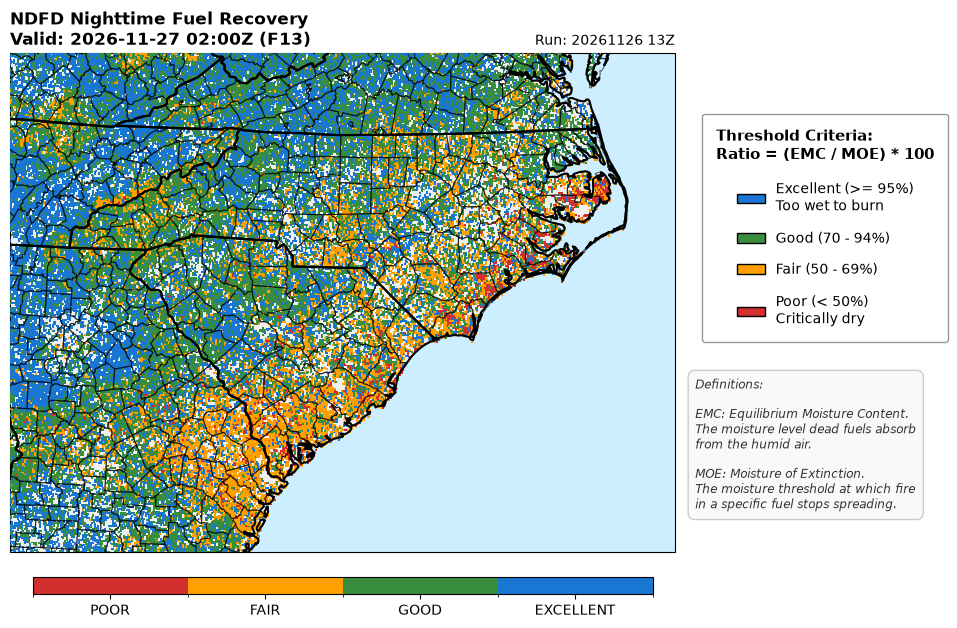 NDFD Nighttime Fuel Recovery
Valid: 2026-11-27 02:00Z (F13)
Run: 20261126 13Z
Threshold Criteria:
Ratio = (EMC / MOE) * 100
Excellent (>= 95%)
Too wet to burn
Good (70 - 94%)
Fair (50 - 69%)
Poor (< 50%)
Critically dry
Definitions:
EMC: Equilibrium Moisture Content.
The moisture level dead fuels absorb
from the humid air.
MOE: Moisture of Extinction.
The moisture threshold at which fire
in a specific fuel stops spreading.
POOR
FAIR
GOOD
EXCELLENT